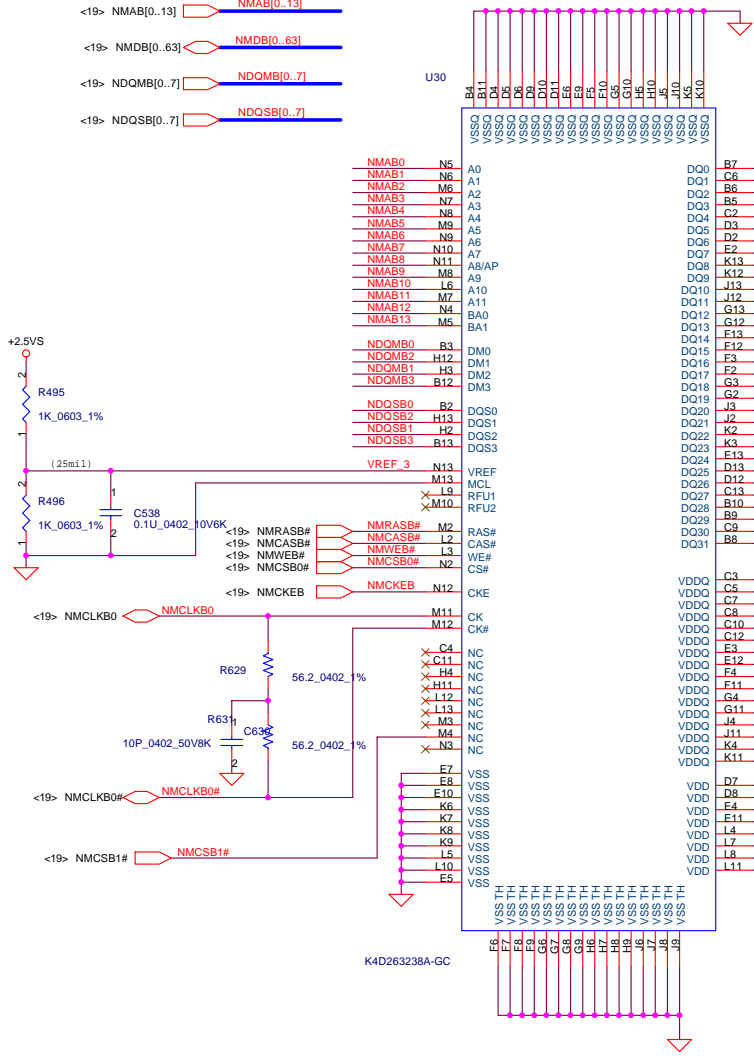 <19> NMAB[0..13] NMAB[0..13]
<19> NMDB[0..63] NMDB[0..63]
<19> NDQMB[0..7] NDQMB[0..7]
<19> NDQSB[0..7] NDQSB[0..7]
U30
B4 B11 D4 D5 D6 D9 D10 D11 E6 E9 F5 F10 G5 G10 H5 H10 J5 J10 K5 K10
VSSQ VSSQ VSSQ VSSQ VSSQ VSSQ VSSQ VSSQ VSSQ VSSQ VSSQ VSSQ VSSQ VSSQ VSSQ VSSQ VSSQ VSSQ VSSQ VSSQ
NMAB0 N5 A0
NMAB1 N6 A1
NMAB2 M6 A2
NMAB3 N7 A3
NMAB4 N8 A4
NMAB5 M9 A5
NMAB6 N9 A6
NMAB7 N10 A7
NMAB8 N11 A8/AP
NMAB9 M8 A9
NMAB10 L6 A10
NMAB11 M7 A11
NMAB12 N4 BA0
NMAB13 M5 BA1
NDQMB0 B3 DM0
NDQMB2 H12 DM1
NDQMB1 H3 DM2
NDQMB3 B12 DM3
NDQSB0 B2 DQS0
NDQSB2 H13 DQS1
NDQSB1 H2 DQS2
NDQSB3 B13 DQS3
(25mil) VREF_3 N13 VREF
M13 MCL
L9 RFU1
M10 RFU2
<19> NMRASB# NMRASB# M2 RAS#
<19> NMCASB# NMCASB# L2 CAS#
<19> NMWEB# NMWEB# L3 WE#
<19> NMCSB0# NMCSB0# N2 CS#
<19> NMCKEB NMCKEB N12 CKE
<19> NMCLKB0 NMCLKB0 M11 CK
M12 CK#
C4 NC
C11 NC
H4 NC
H11 NC
L12 NC
L13 NC
M3 NC
M4 NC
N3 NC
E7 VSS
E8 VSS
E10 VSS
K6 VSS
K7 VSS
K8 VSS
K9 VSS
L5 VSS
L10 VSS
E5 VSS
DQ0 B7
DQ1 C6
DQ2 B6
DQ3 B5
DQ4 C2
DQ5 D3
DQ6 D2
DQ7 E2
DQ8 K13
DQ9 K12
DQ10 J13
DQ11 J12
DQ12 G13
DQ13 G12
DQ14 F13
DQ15 F12
DQ16 F3
DQ17 F2
DQ18 G3
DQ19 G2
DQ20 J3
DQ21 J2
DQ22 K2
DQ23 K3
DQ24 E13
DQ25 D13
DQ26 D12
DQ27 C13
DQ28 B10
DQ29 B9
DQ30 C9
DQ31 B8
VDDQ C3
VDDQ C5
VDDQ C7
VDDQ C8
VDDQ C10
VDDQ C12
VDDQ E3
VDDQ E12
VDDQ F4
VDDQ F11
VDDQ G4
VDDQ G11
VDDQ J4
VDDQ J11
VDDQ K4
VDDQ K11
VDD D7
VDD D8
VDD E4
VDD E11
VDD L4
VDD L7
VDD L8
VDD L11
+2.5VS
2
R495
1K_0603_1%
1
2
R496
1K_0603_1%
1
1
C538
0.1U_0402_10V6K
2
R629
56.2_0402_1%
R631
1
C630
10P_0402_50V8K
56.2_0402_1%
2
<19> NMCLKB0# NMCLKB0#
<19> NMCSB1# NMCSB1#
VSS TH VSS TH VSS TH VSS TH VSS TH VSS TH VSS TH VSS TH VSS TH VSS TH VSS TH VSS TH VSS TH VSS TH VSS TH VSS TH
F6 F7 F8 F9 G6 G7 G8 G9 H6 H7 H8 H9 J6 J7 J8 J9
K4D263238A-GC